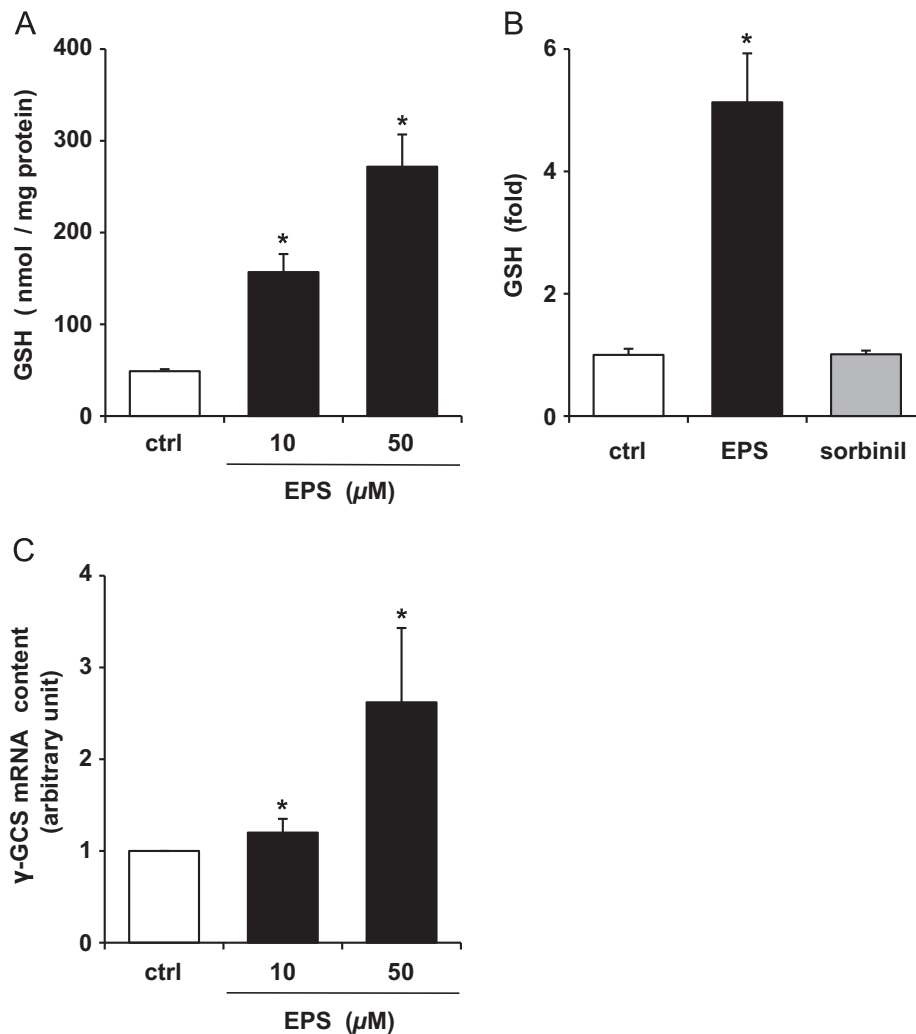 A
GSH (nmol / mg protein)
400
300
200
100
0
*
*
ctrl
10
50
EPS (µM)
B
GSH (fold)
6
4
2
0
*
ctrl
EPS
sorbinil
C
γ-GCS mRNA content
(arbitrary unit)
4
3
2
1
0
*
*
ctrl
10
50
EPS (µM)